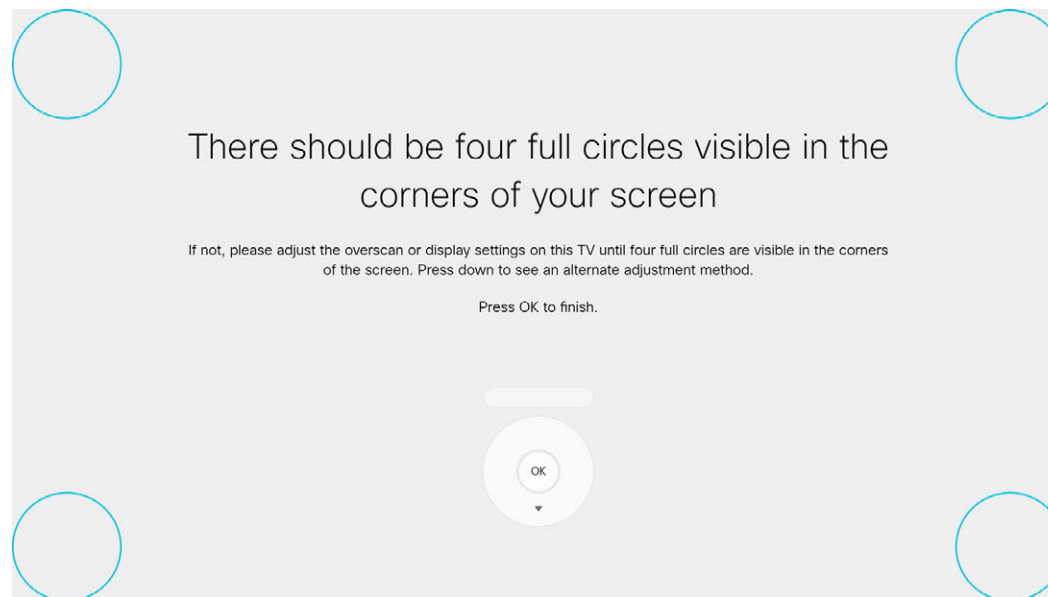 There should be four full circles visible in the
corners of your screen
If not, please adjust the overscan or display settings on this TV until four full circles are visible in the corners
of the screen. Press down to see an alternate adjustment method.
Press OK to finish.
OK